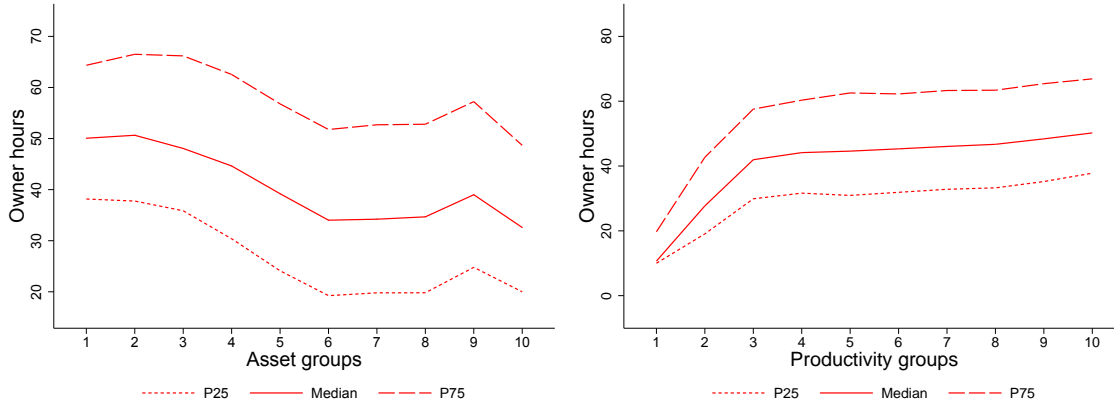 70
60
50
40
30
20
Owner hours
1 2 3 4 5 6 7 8 9 10
Asset groups
P25 Median P75
80
60
40
20
0
Owner hours
1 2 3 4 5 6 7 8 9 10
Productivity groups
P25 Median P75